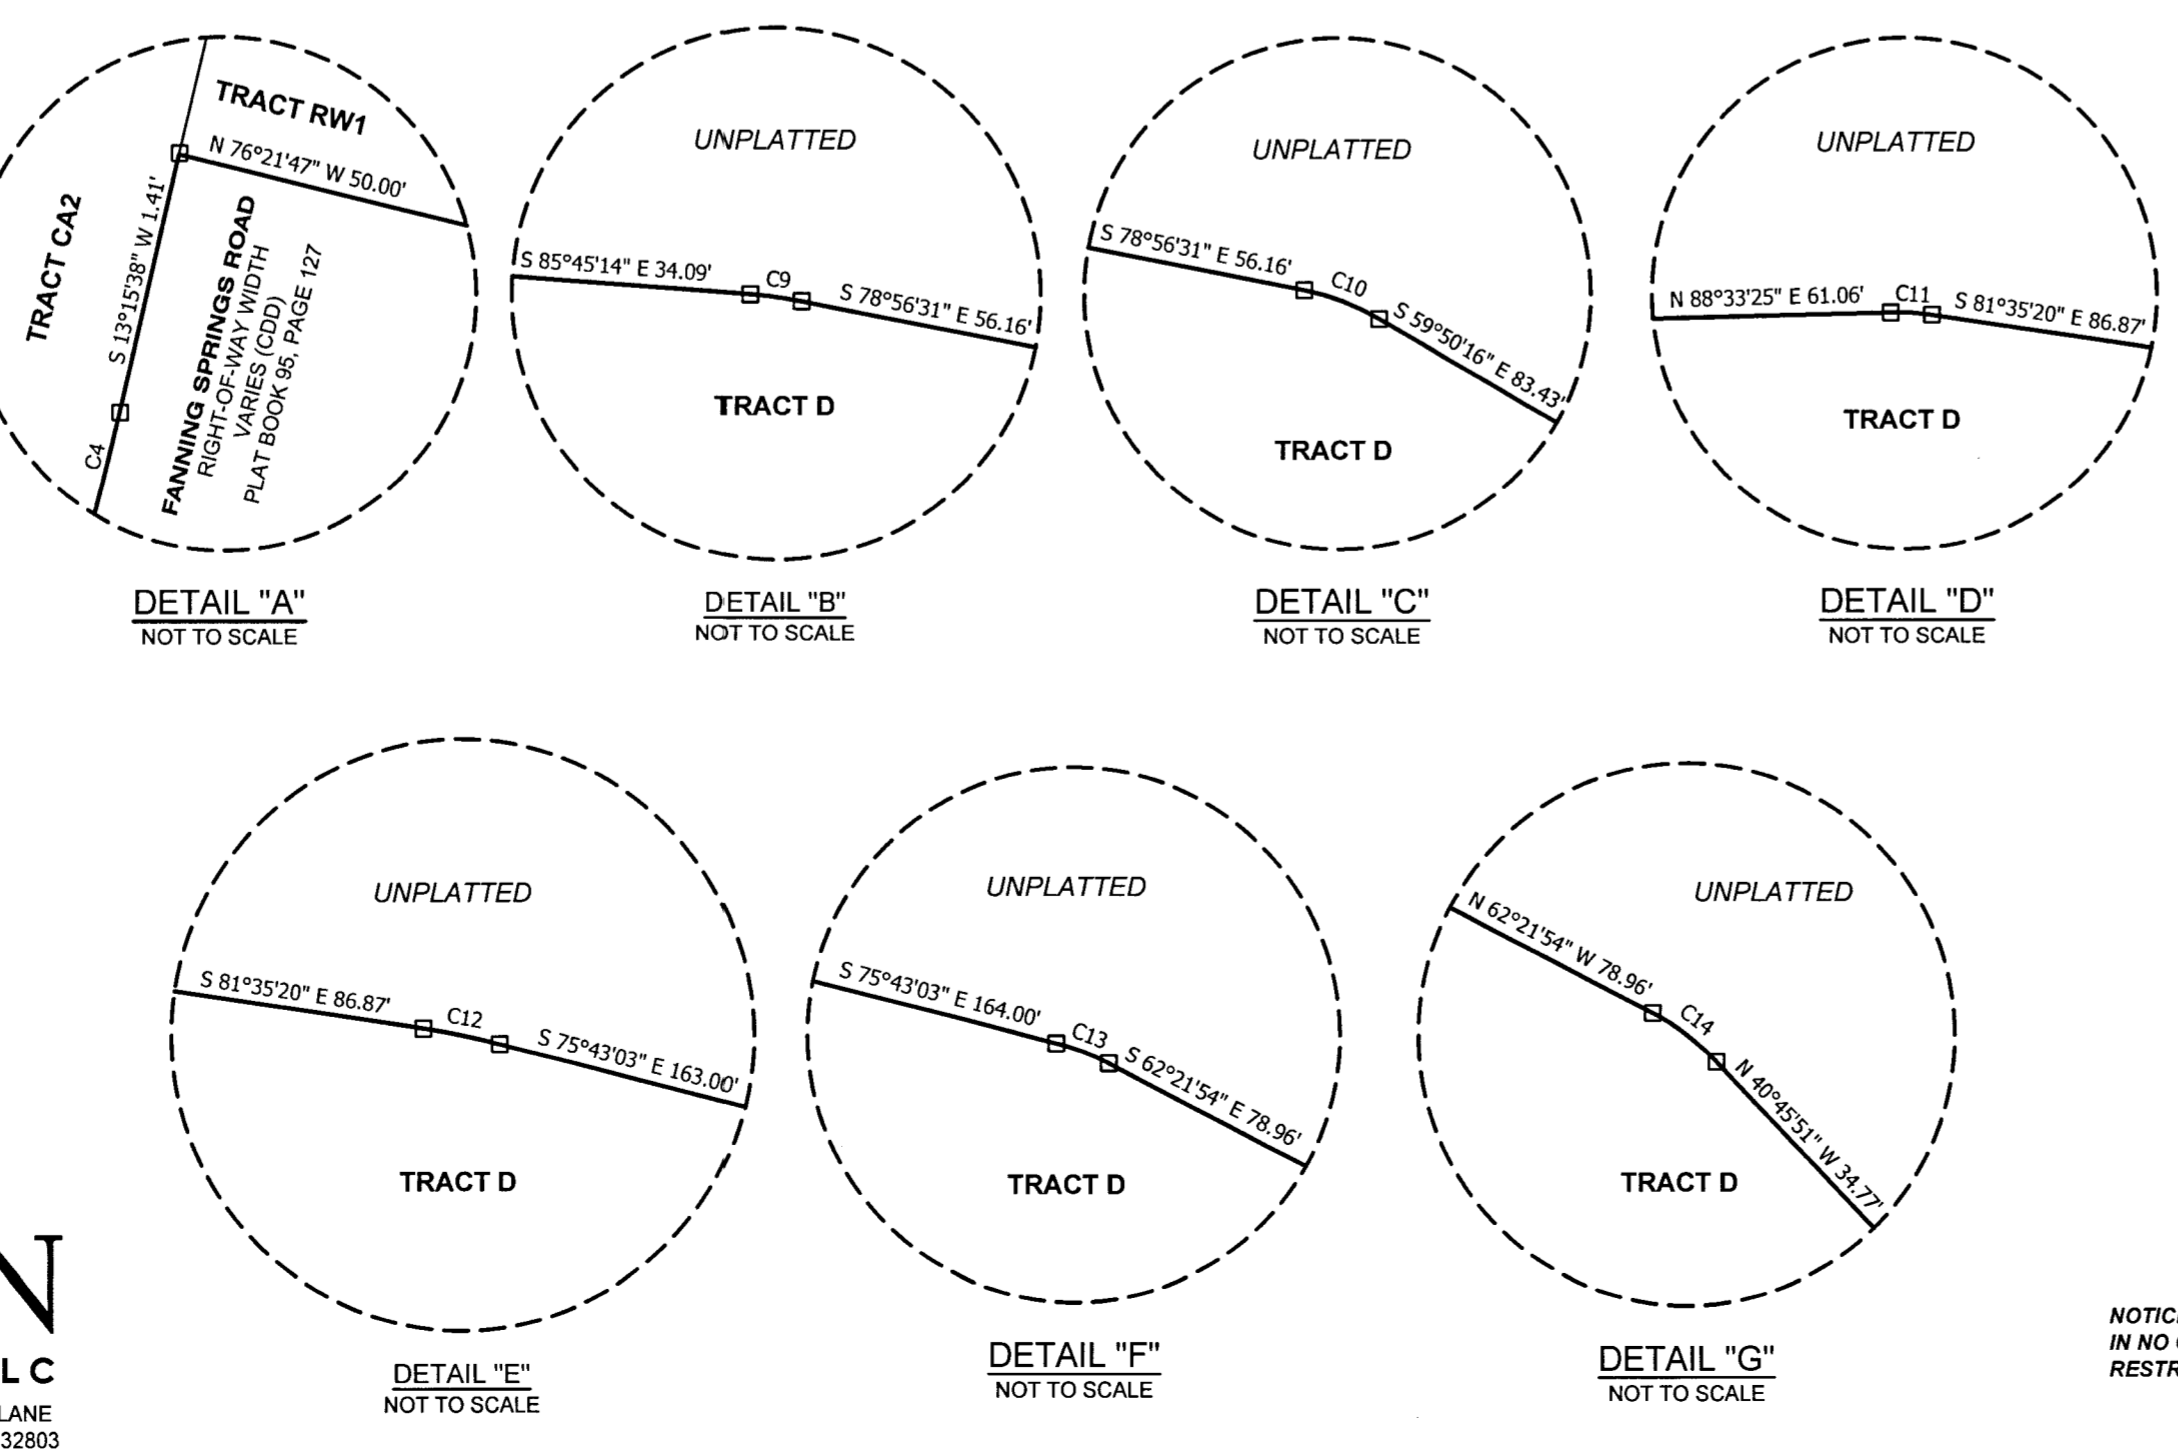 TRACT RW1
N 76°21'47" W 50.00'
TRACT CA2
S 13°15'38" W 1.41'
C4
FANNING SPRINGS ROAD
RIGHT-OF-WAY WIDTH
VARIES (CDD)
PLAT BOOK 95, PAGE 127
DETAIL "A"
NOT TO SCALE
UNPLATTED
S 85°45'14" E 34.09'
C9
S 78°56'31" E 56.16'
TRACT D
DETAIL "B"
NOT TO SCALE
UNPLATTED
S 78°56'31" E 56.16'
C10
S 59°50'16" E 83.43'
TRACT D
DETAIL "C"
NOT TO SCALE
UNPLATTED
N 88°33'25" E 61.06'
C11
S 81°35'20" E 86.87'
TRACT D
DETAIL "D"
NOT TO SCALE
UNPLATTED
S 81°35'20" E 86.87'
C12
S 75°43'03" E 163.00'
TRACT D
DETAIL "E"
NOT TO SCALE
UNPLATTED
S 75°43'03" E 164.00'
C13
S 62°21'54" E 78.96'
TRACT D
DETAIL "F"
NOT TO SCALE
UNPLATTED
N 62°21'54" W 78.96'
C14
N 40°45'51" W 34.77'
TRACT D
DETAIL "G"
NOT TO SCALE
N
LC
LANE
32803
NOTIC
IN NO
RESTR